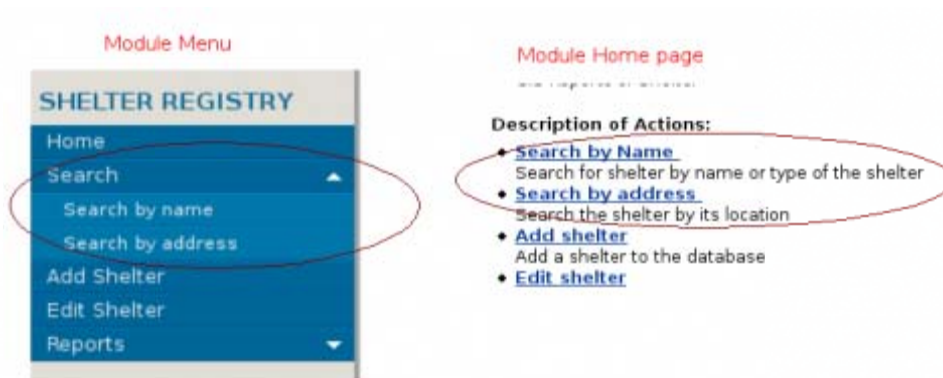 Module Menu
SHELTER REGISTRY
Home
Search
Search by name
Search by address
Add Shelter
Edit Shelter
Reports
Module Home page
Description of Actions:
Search by Name
Search for shelter by name or type of the shelter
Search by address
Search the shelter by its location
Add shelter
Add a shelter to the database
Edit shelter